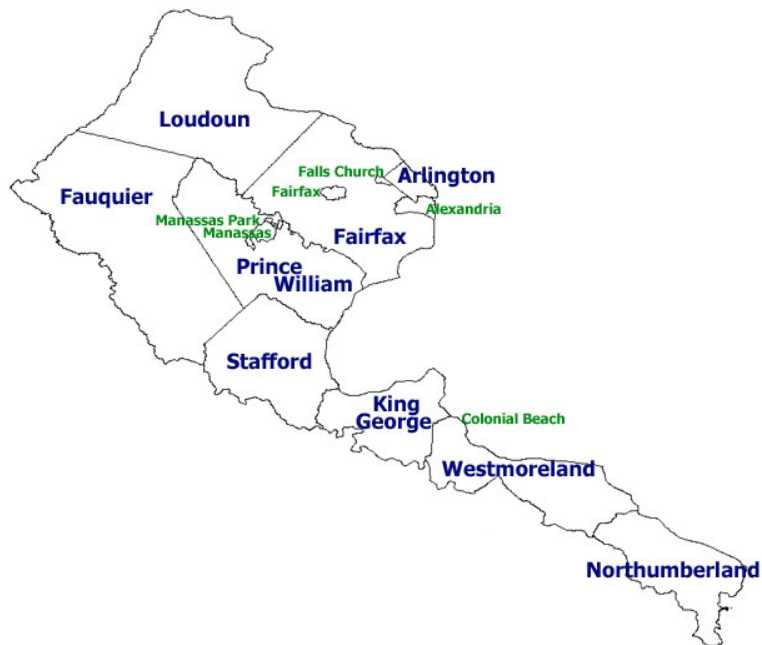 Loudoun
Falls Church
Arlington
Fauquier
Fairfax
Alexandria
Manassas Park
Manassas
Fairfax
Prince
William
Stafford
King
George
Colonial Beach
Westmoreland
Northumberland